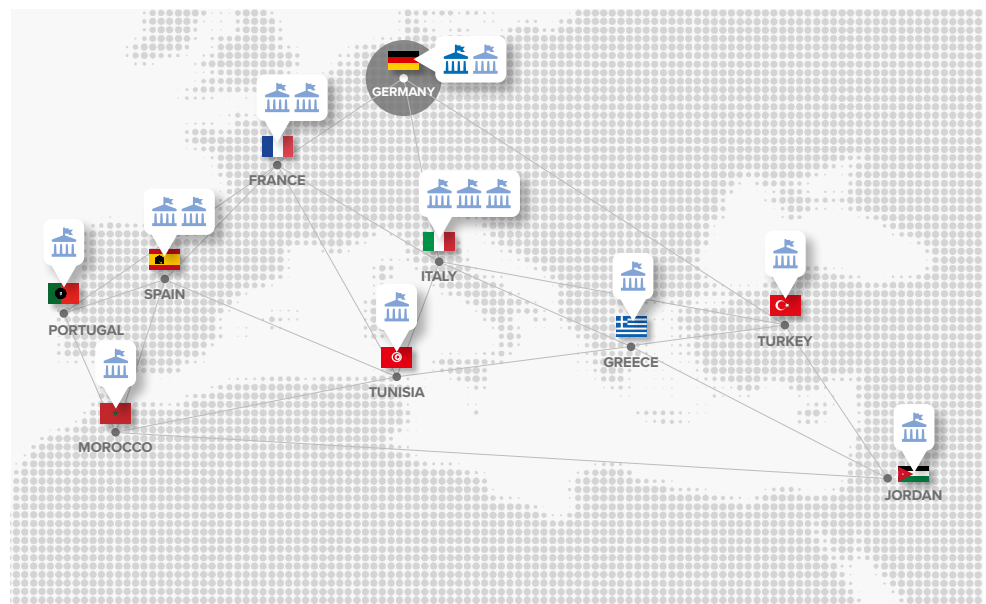 GERMANY
FRANCE
ITALY
SPAIN
PORTUGAL
TURKEY
GREECE
TUNISIA
MOROCCO
JORDAN